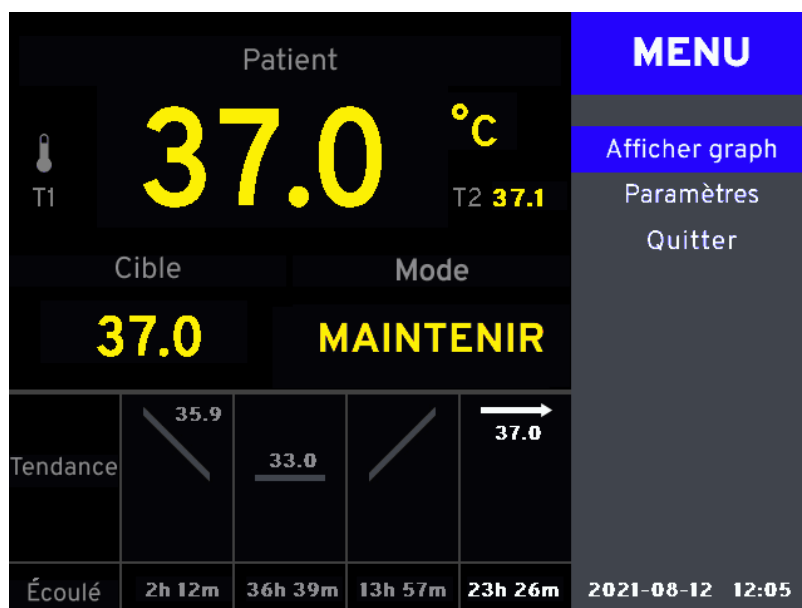 Patient
37.0 °C
T1
T2 37.1
Cible
Mode
37.0
MAINTENIR
Tendance
35.9
33.0
37.0
Écoulé
2h 12m
36h 39m
13h 57m
23h 26m
MENU
Afficher graph
Paramètres
Quitter
2021-08-12 12:05